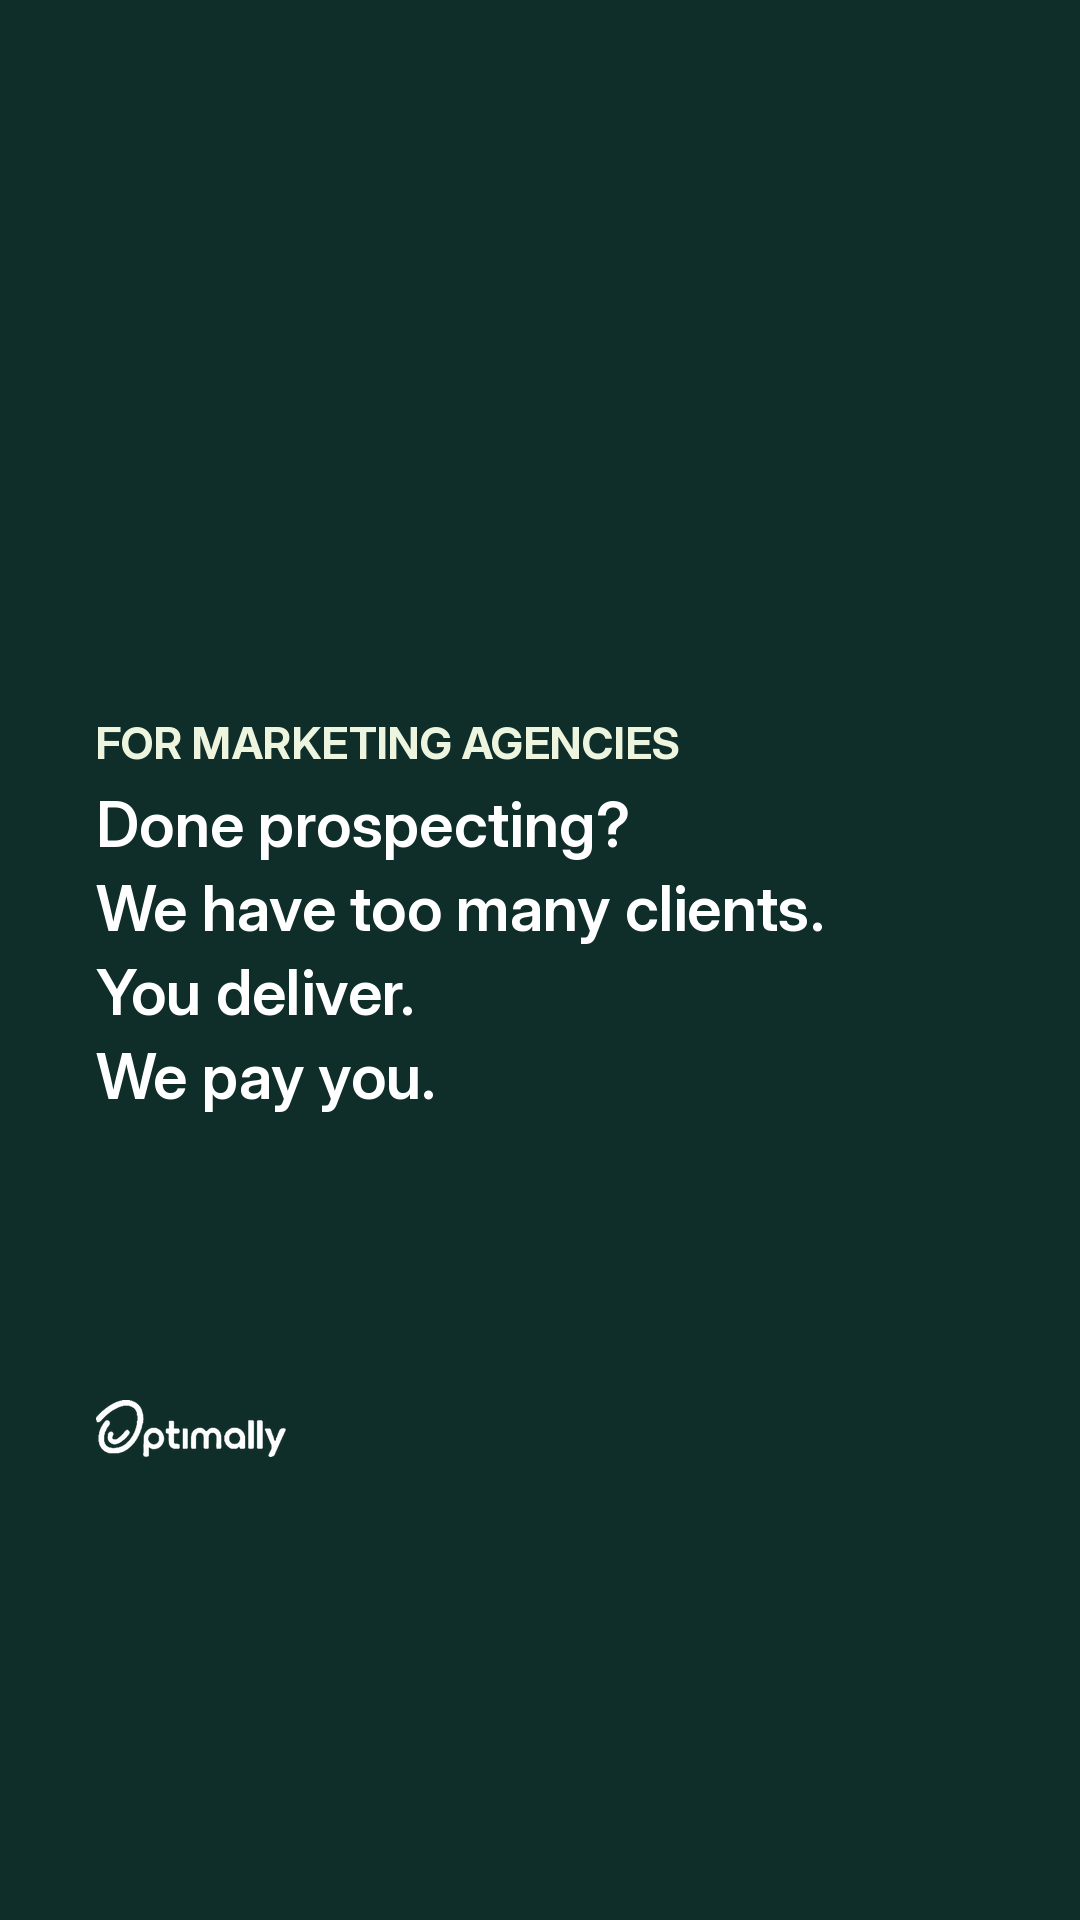 FOR MARKETING AGENCIES
Done prospecting?
We have too many clients.
You deliver.
We pay you.
Optimally